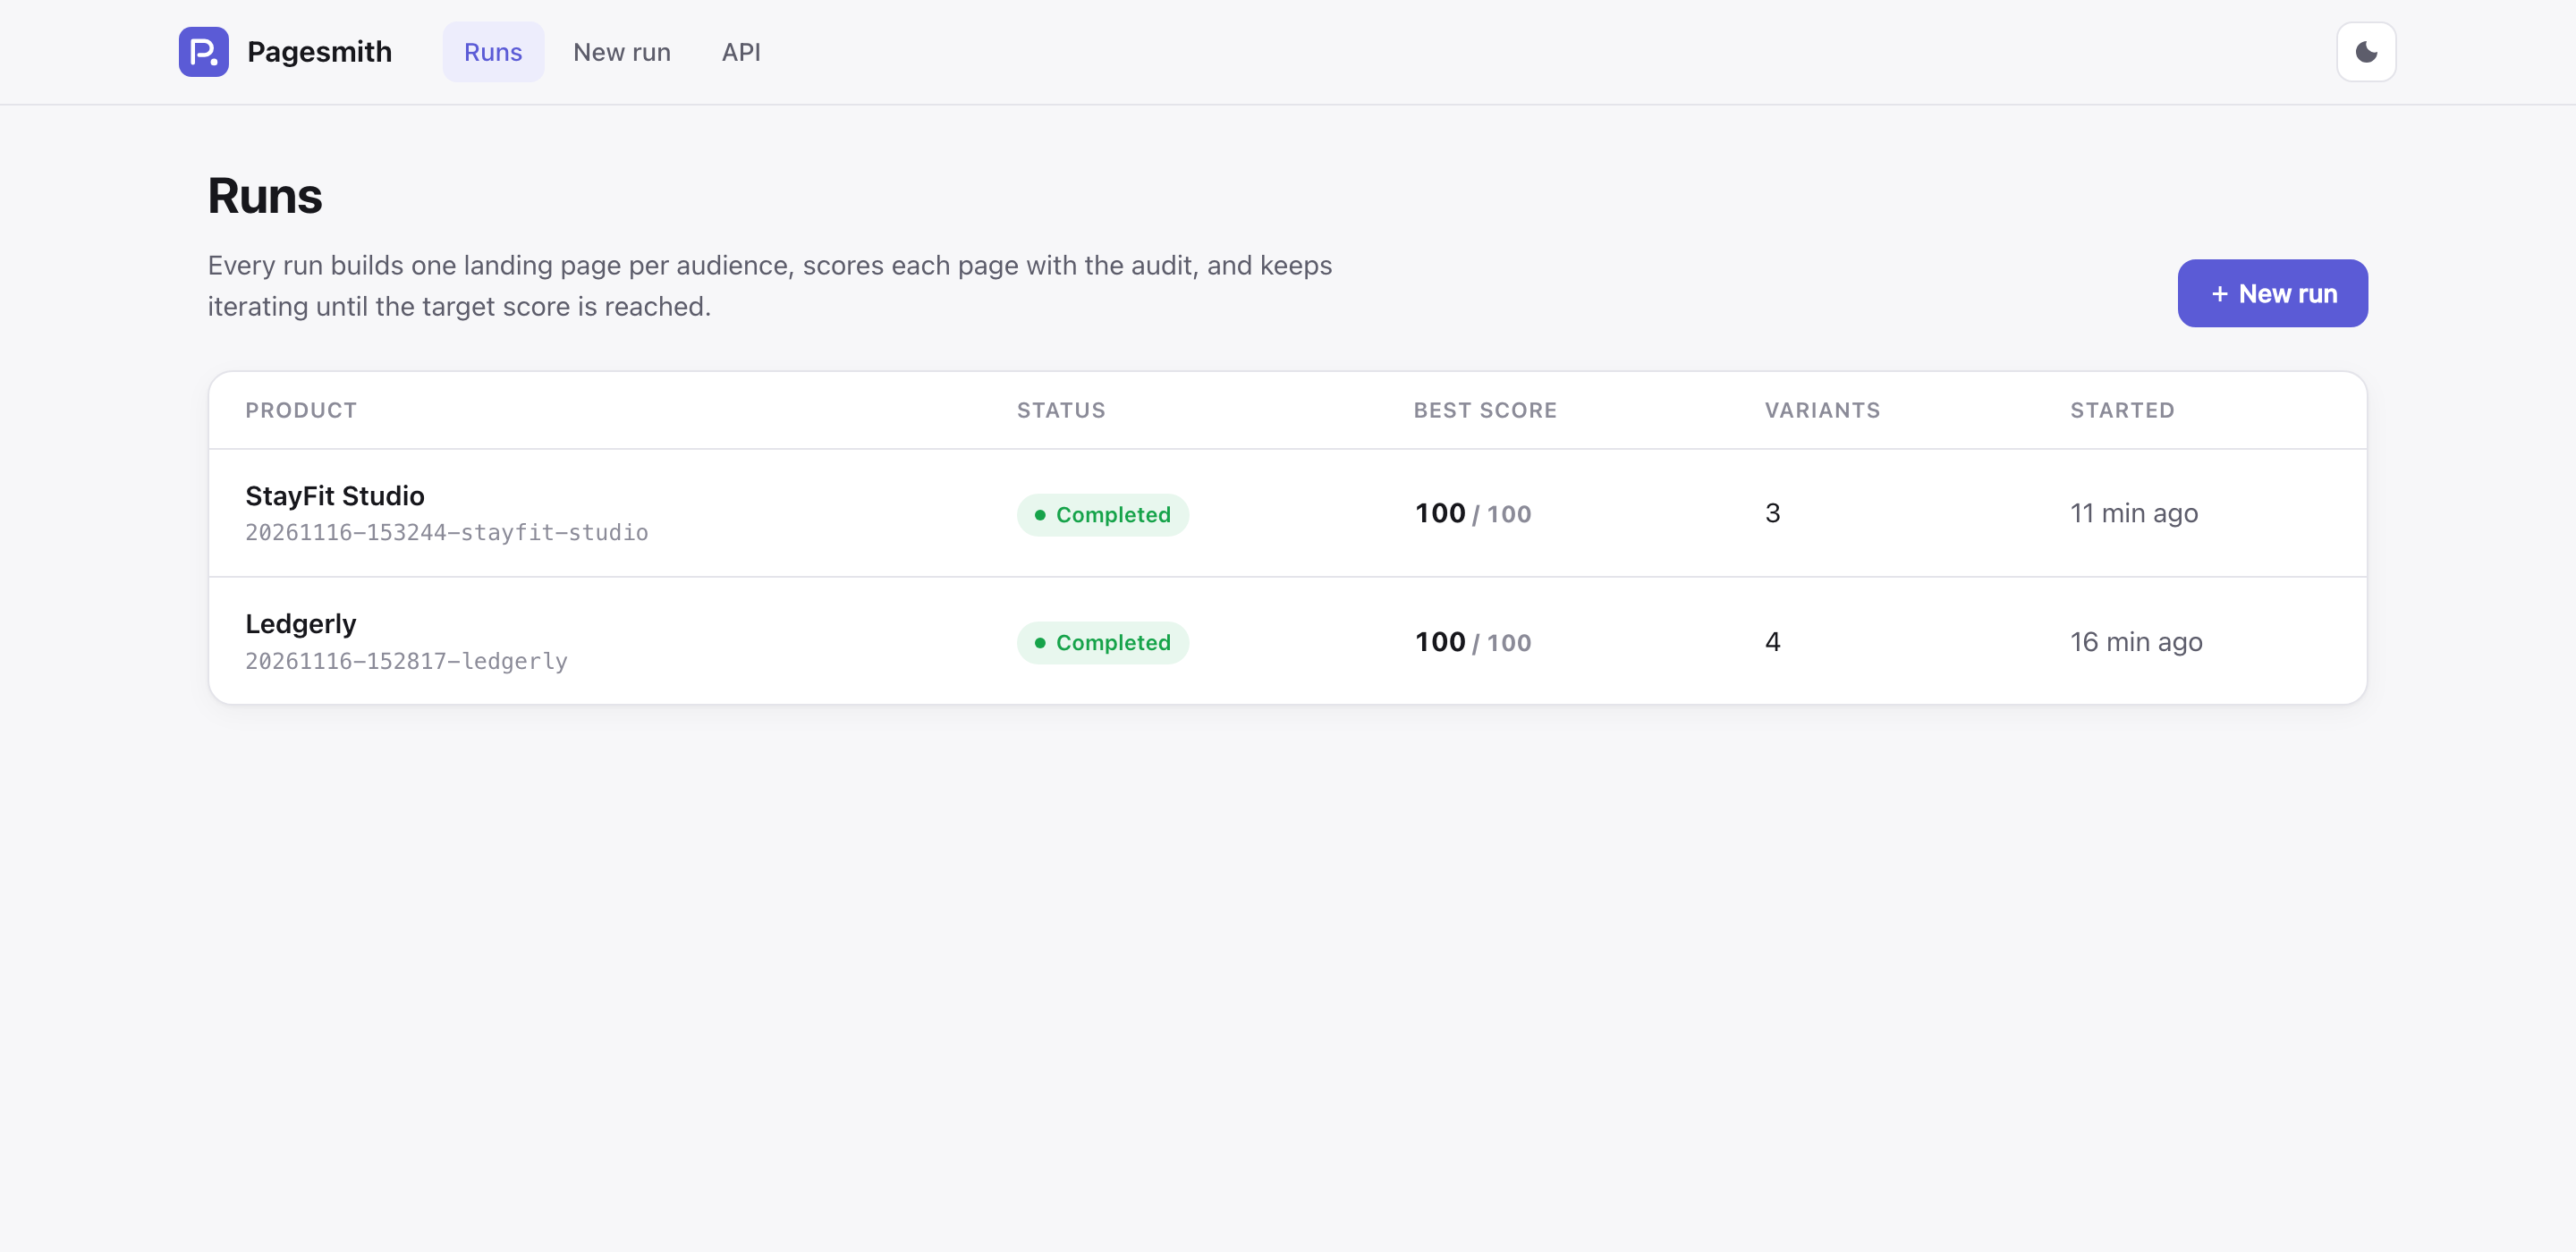 Pagesmith
Runs
New run
API
Runs
Every run builds one landing page per audience, scores each page with the audit, and keeps
iterating until the target score is reached.
+ New run
PRODUCT STATUS BEST SCORE VARIANTS STARTED
StayFit Studio
20261116-153244-stayfit-studio
Completed
100 / 100
3
11 min ago
Ledgerly
20261116-152817-ledgerly
Completed
100 / 100
4
16 min ago